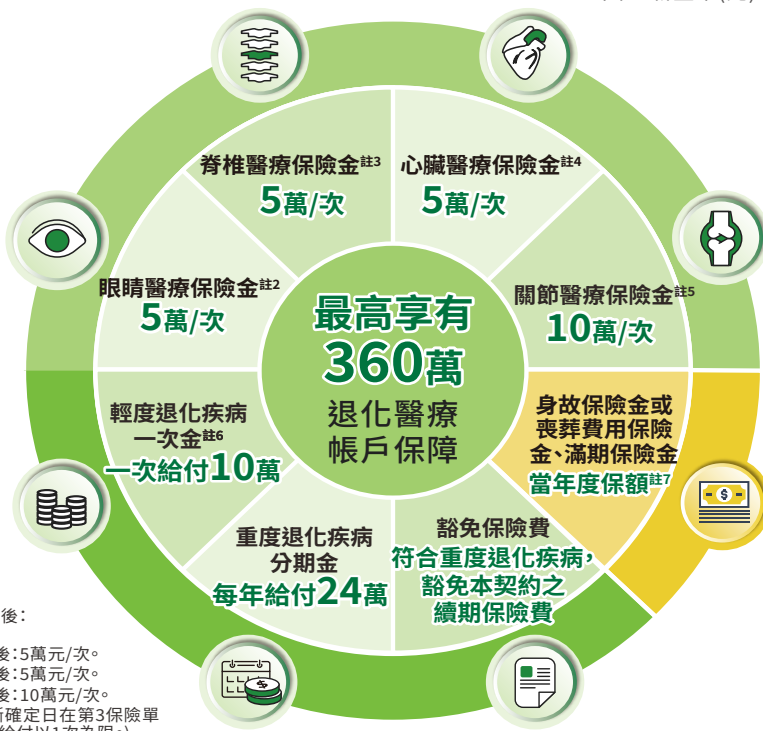 脊椎醫療保險金註3
5萬/次
心臟醫療保險金註4
5萬/次
眼睛醫療保險金註2
5萬/次
關節醫療保險金註5
10萬/次
最高享有
360萬
退化醫療
帳戶保障
輕度退化疾病
一次金註6
一次給付10萬
身故保險金或
喪葬費用保險
金、滿期保險金
當年度保額註7
重度退化疾病
分期金
每年給付24萬
豁免保險費
符合重度退化疾病,
豁免本契約之
續期保險費
後:
後:5萬元/次。
後:5萬元/次。
後:10萬元/次。
斷確定日在第3保險單
給付以1次為限。)